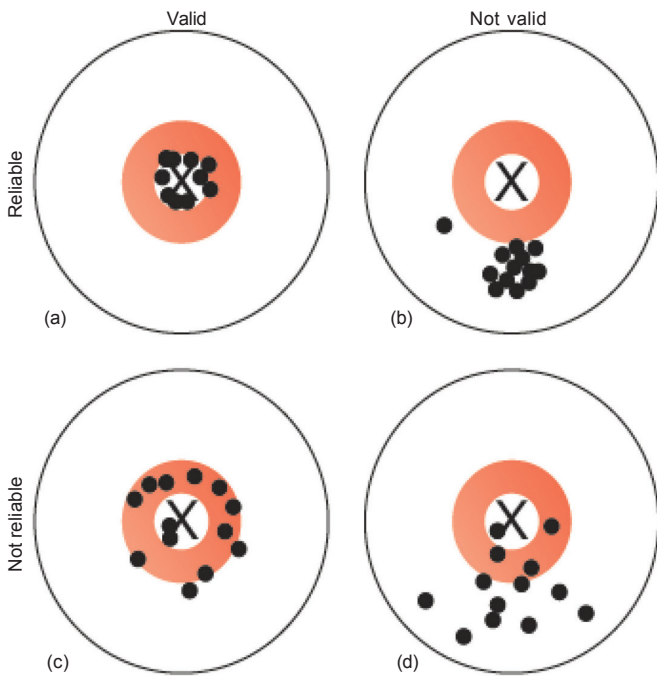 Valid
Not valid
Reliable
X
X
(a)
(b)
Not reliable
X
X
(c)
(d)